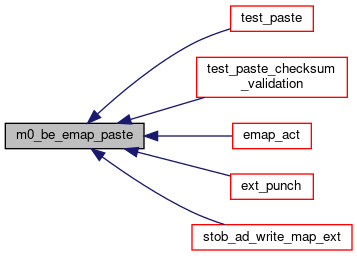 test_paste
test_paste_checksum
_validation
m0_be_emap_paste
emap_act
ext_punch
stob_ad_write_map_ext